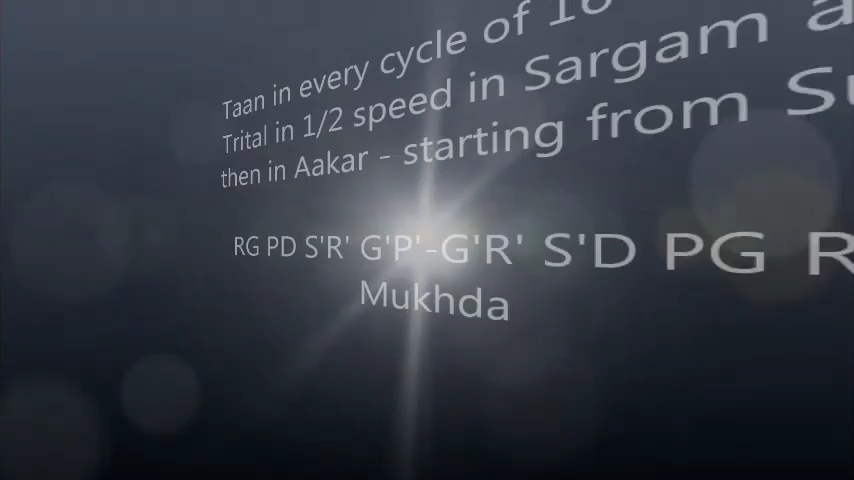 Taan in every cycle of 16
Trital in 1/2 speed in Sargam
then in Aakar - starting from
RG PD S'R' G'P'-G'R' S'D PG R
Mukhda